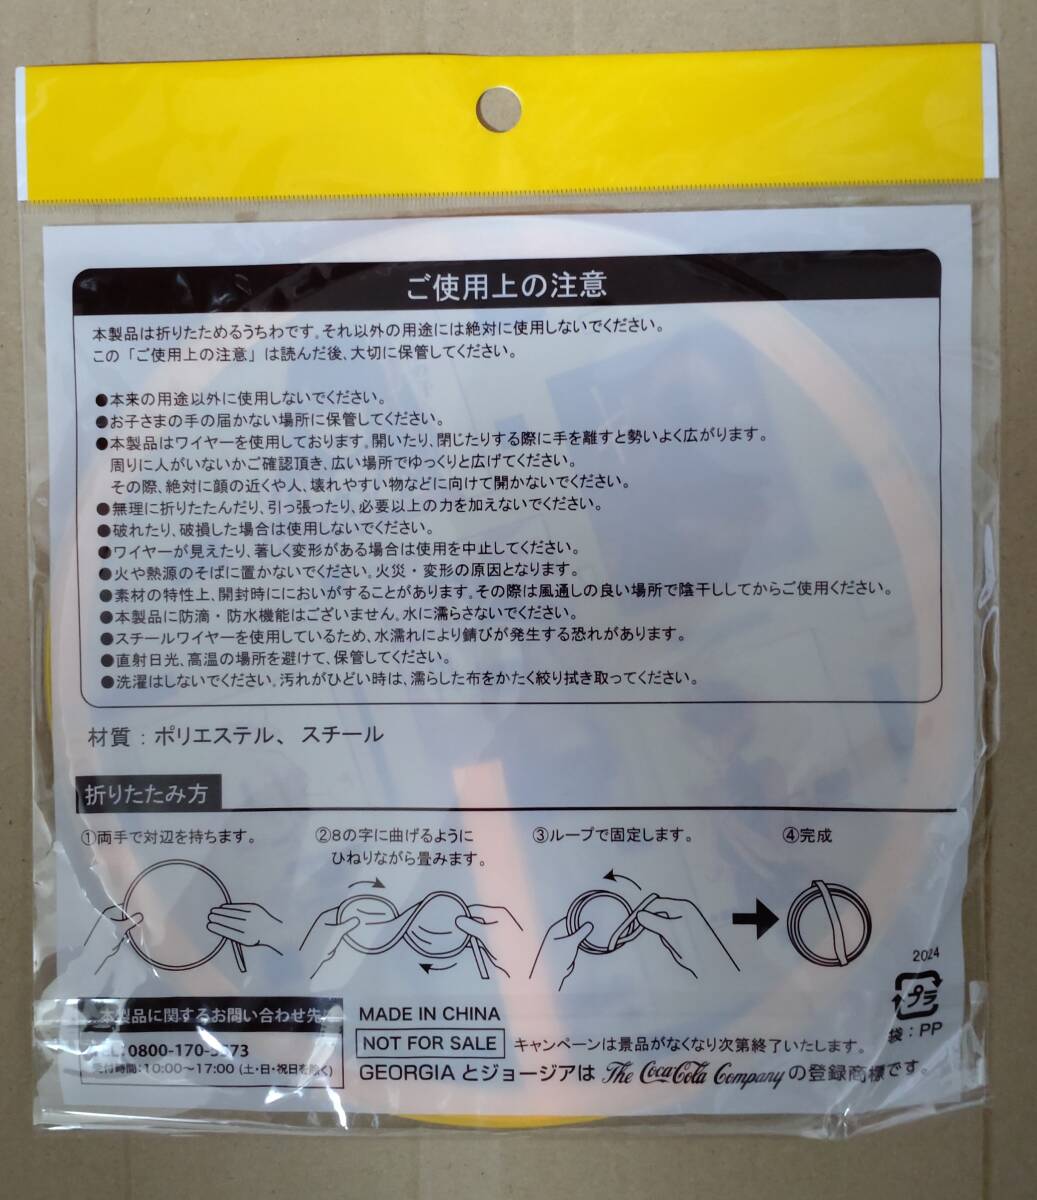 ご使用上の注意
本製品は折りたためるうちわです。それ以外の用途には絶対に使用しないでください。
この「ご使用上の注意」は読んだ後、大切に保管してください。
●本来の用途以外に使用しないでください。
●お子さまの手の届かない場所に保管してください。
●本製品はワイヤーを使用しております。開いたり、閉じたりする際に手を離すと勢いよく広がります。
周りに人がいないかご確認頂き、広い場所でゆっくりと広げてください。
その際、絶対に顔の近くや人、壊れやすい物などに向けて開かないでください。
●無理に折りたたんだり、引っ張ったり、必要以上の力を加えないでください。
●破れたり、破損した場合は使用しないでください。
●ワイヤーが見えたり、著しく変形がある場合は使用を中止してください。
●火や熱源のそばに置かないでください。火災・変形の原因となります。
●素材の特性上、開封時ににおいがすることがあります。その際は風通しの良い場所で陰干ししてからご使用ください。
●本製品に防滴・防水機能はございません。水に濡らさないでください。
●スチールワイヤーを使用しているため、水濡れにより錆びが発生する恐れがあります。
●直射日光、高温の場所を避けて、保管してください。
●洗濯はしないでください。汚れがひどい時は、濡らした布をかたく絞り拭き取ってください。
材質:ポリエステル、スチール
折りたたみ方
①両手で対辺を持ちます。
②8の字に曲げるように
ひねりながら畳みます。
③ループで固定します。
④完成
2024
プラ
袋:PP
本製品に関するお問い合わせ先
TEL:0800-170-5573
受付時間:10:00〜17:00 (土・日・祝日を除く)
MADE IN CHINA
NOT FOR SALE キャンペーンは景品がなくなり次第終了いたします。
GEORGIA とジョージアは The Coca-Cola Company の登録商標です。